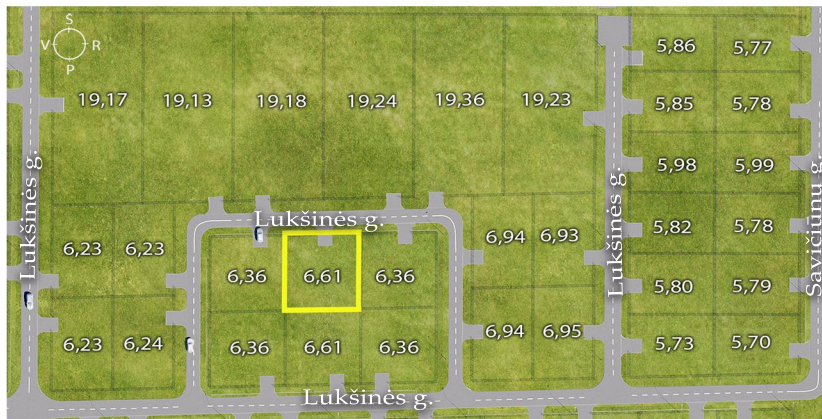 Š
V R
P
19,17 19,13 19,18 19,24 19,36 19,23
5,86 5,77
5,85 5,78
5,98 5,99
5,82 5,78
5,80 5,79
5,73 5,70
Lukšinės g.
Lukšinės g.
Lukšinės g.
Savičiūnų g.
6,23 6,23
6,23 6,24
6,36 6,61 6,36
6,36 6,61 6,36
6,94 6,93
6,94 6,95
Lukšinės g.